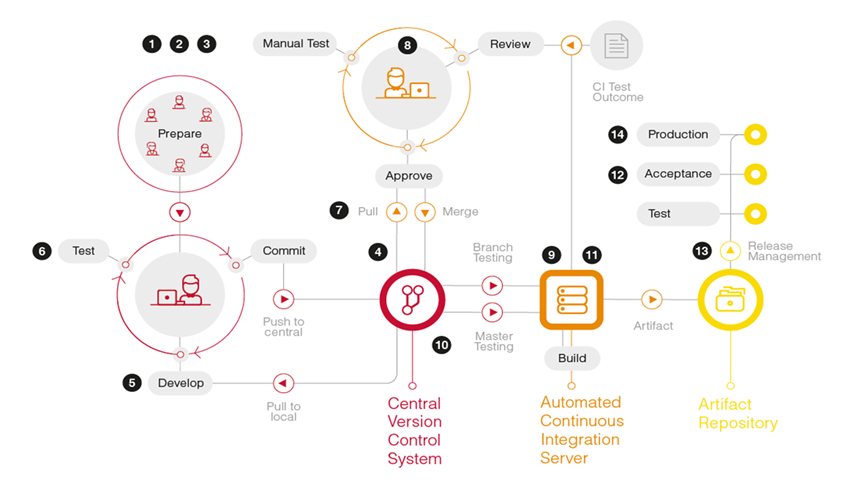 1 2 3
Manual Test
8
Review
CI Test
Outcome
Prepare
14 Production
12 Acceptance
Test
Approve
7 Pull
Merge
6 Test
Commit
4
Branch
Testing
9 11
13 Release
Management
Push to
central
Master
Testing
10
Artifact
Build
5 Develop
Pull to
local
Central
Version
Control
System
Automated
Continuous
Integration
Server
Artifact
Repository